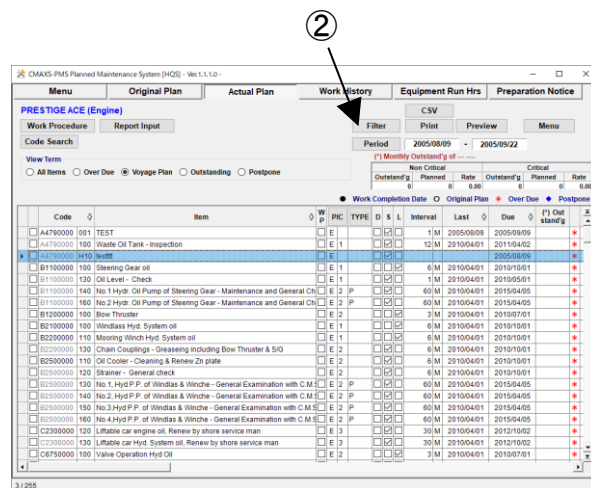 ②
CMAXS-PMS Planned Maintenance System [HQS] - Ver.1.1.1.0 -
Menu Original Plan Actual Plan Work History Equipment Run Hrs Preparation Notice
PRESTIGE ACE (Engine) CSV
Work Procedure Report Input Filter Print Preview Menu
Code Search Period 2005/08/09 - 2005/09/22
View Term (*) Monthly Outstand'g of --- ----
All Items Over Due Voyage Plan Outstanding Postpone
Non Critical Critical
Outstand'g Planned Rate Outstand'g Planned Rate
0 0.00 0 0.00
● Work Completion Date O Original Plan * Over Due ◆ Postpone
Code Item W P PIC TYPE D S L Interval Last Due (*) Out stand'g
A4790000 001 TEST E 1 M 2005/08/09 2005/09/09 *
A4790000 100 Waste Oil Tank - Inspection E 1 12 M 2010/04/01 2011/04/02 *
A4790000 H10 testttt E 2005/08/09 *
B1100000 100 Steering Gear oil E 1 6 M 2010/04/01 2010/10/01 *
B1100000 130 Oil Level - Check E 1 M 2010/04/01 2010/05/01 *
B1100000 140 No.1 Hydr. Oil Pump of Steering Gear - Maintenance and General Ch E 2 P 60 M 2010/04/01 2015/04/05 *
B1100000 160 No.2 Hydr. Oil Pump of Steering Gear - Maintenance and General Ch E 2 P 60 M 2010/04/01 2015/04/05 *
B1200000 100 Bow Thruster E 2 3 M 2010/04/01 2010/07/01 *
B2100000 100 Windlass Hyd. System oil E 1 6 M 2010/04/01 2010/10/01 *
B2200000 110 Mooring Winch Hyd. System oil E 1 6 M 2010/04/01 2010/10/01 *
B2200000 130 Chain Couplings - Greaseing including Bow Thruster & S/G E 2 6 M 2010/04/01 2010/10/01 *
B2500000 110 Oil Cooler - Cleaning & Renew Zn plate E 2 6 M 2010/04/01 2010/10/01 *
B2500000 120 Strainer - General check E 2 6 M 2010/04/01 2010/10/01 *
B2500000 130 No.1, Hyd P.P. of Windlas & Winche - General Examination with C.M.S E 2 P 60 M 2010/04/01 2015/04/05 *
B2500000 140 No.2, Hyd P.P. of Windlas & Winche - General Examination with C.M.S E 2 P 60 M 2010/04/01 2015/04/05 *
B2500000 150 No.3,Hyd P.P. of Windlas & Winche - General Examination with C.M.S E 2 P 60 M 2010/04/01 2015/04/05 *
B2500000 160 No.4,Hyd P.P. of Windlas & Winche - General Examination with C.M.S E 2 P 60 M 2010/04/01 2015/04/05 *
C2300000 120 Liftable car engine oil, Renew by shore service man E 3 30 M 2010/04/01 2012/10/02 *
C2300000 130 Liftable car Hyd. System oil, Renew by shore service man E 3 30 M 2010/04/01 2012/10/02 *
C6750000 100 Valve Operation Hyd Oil E 2 3 M 2010/04/01 2010/07/01 *
3 / 255